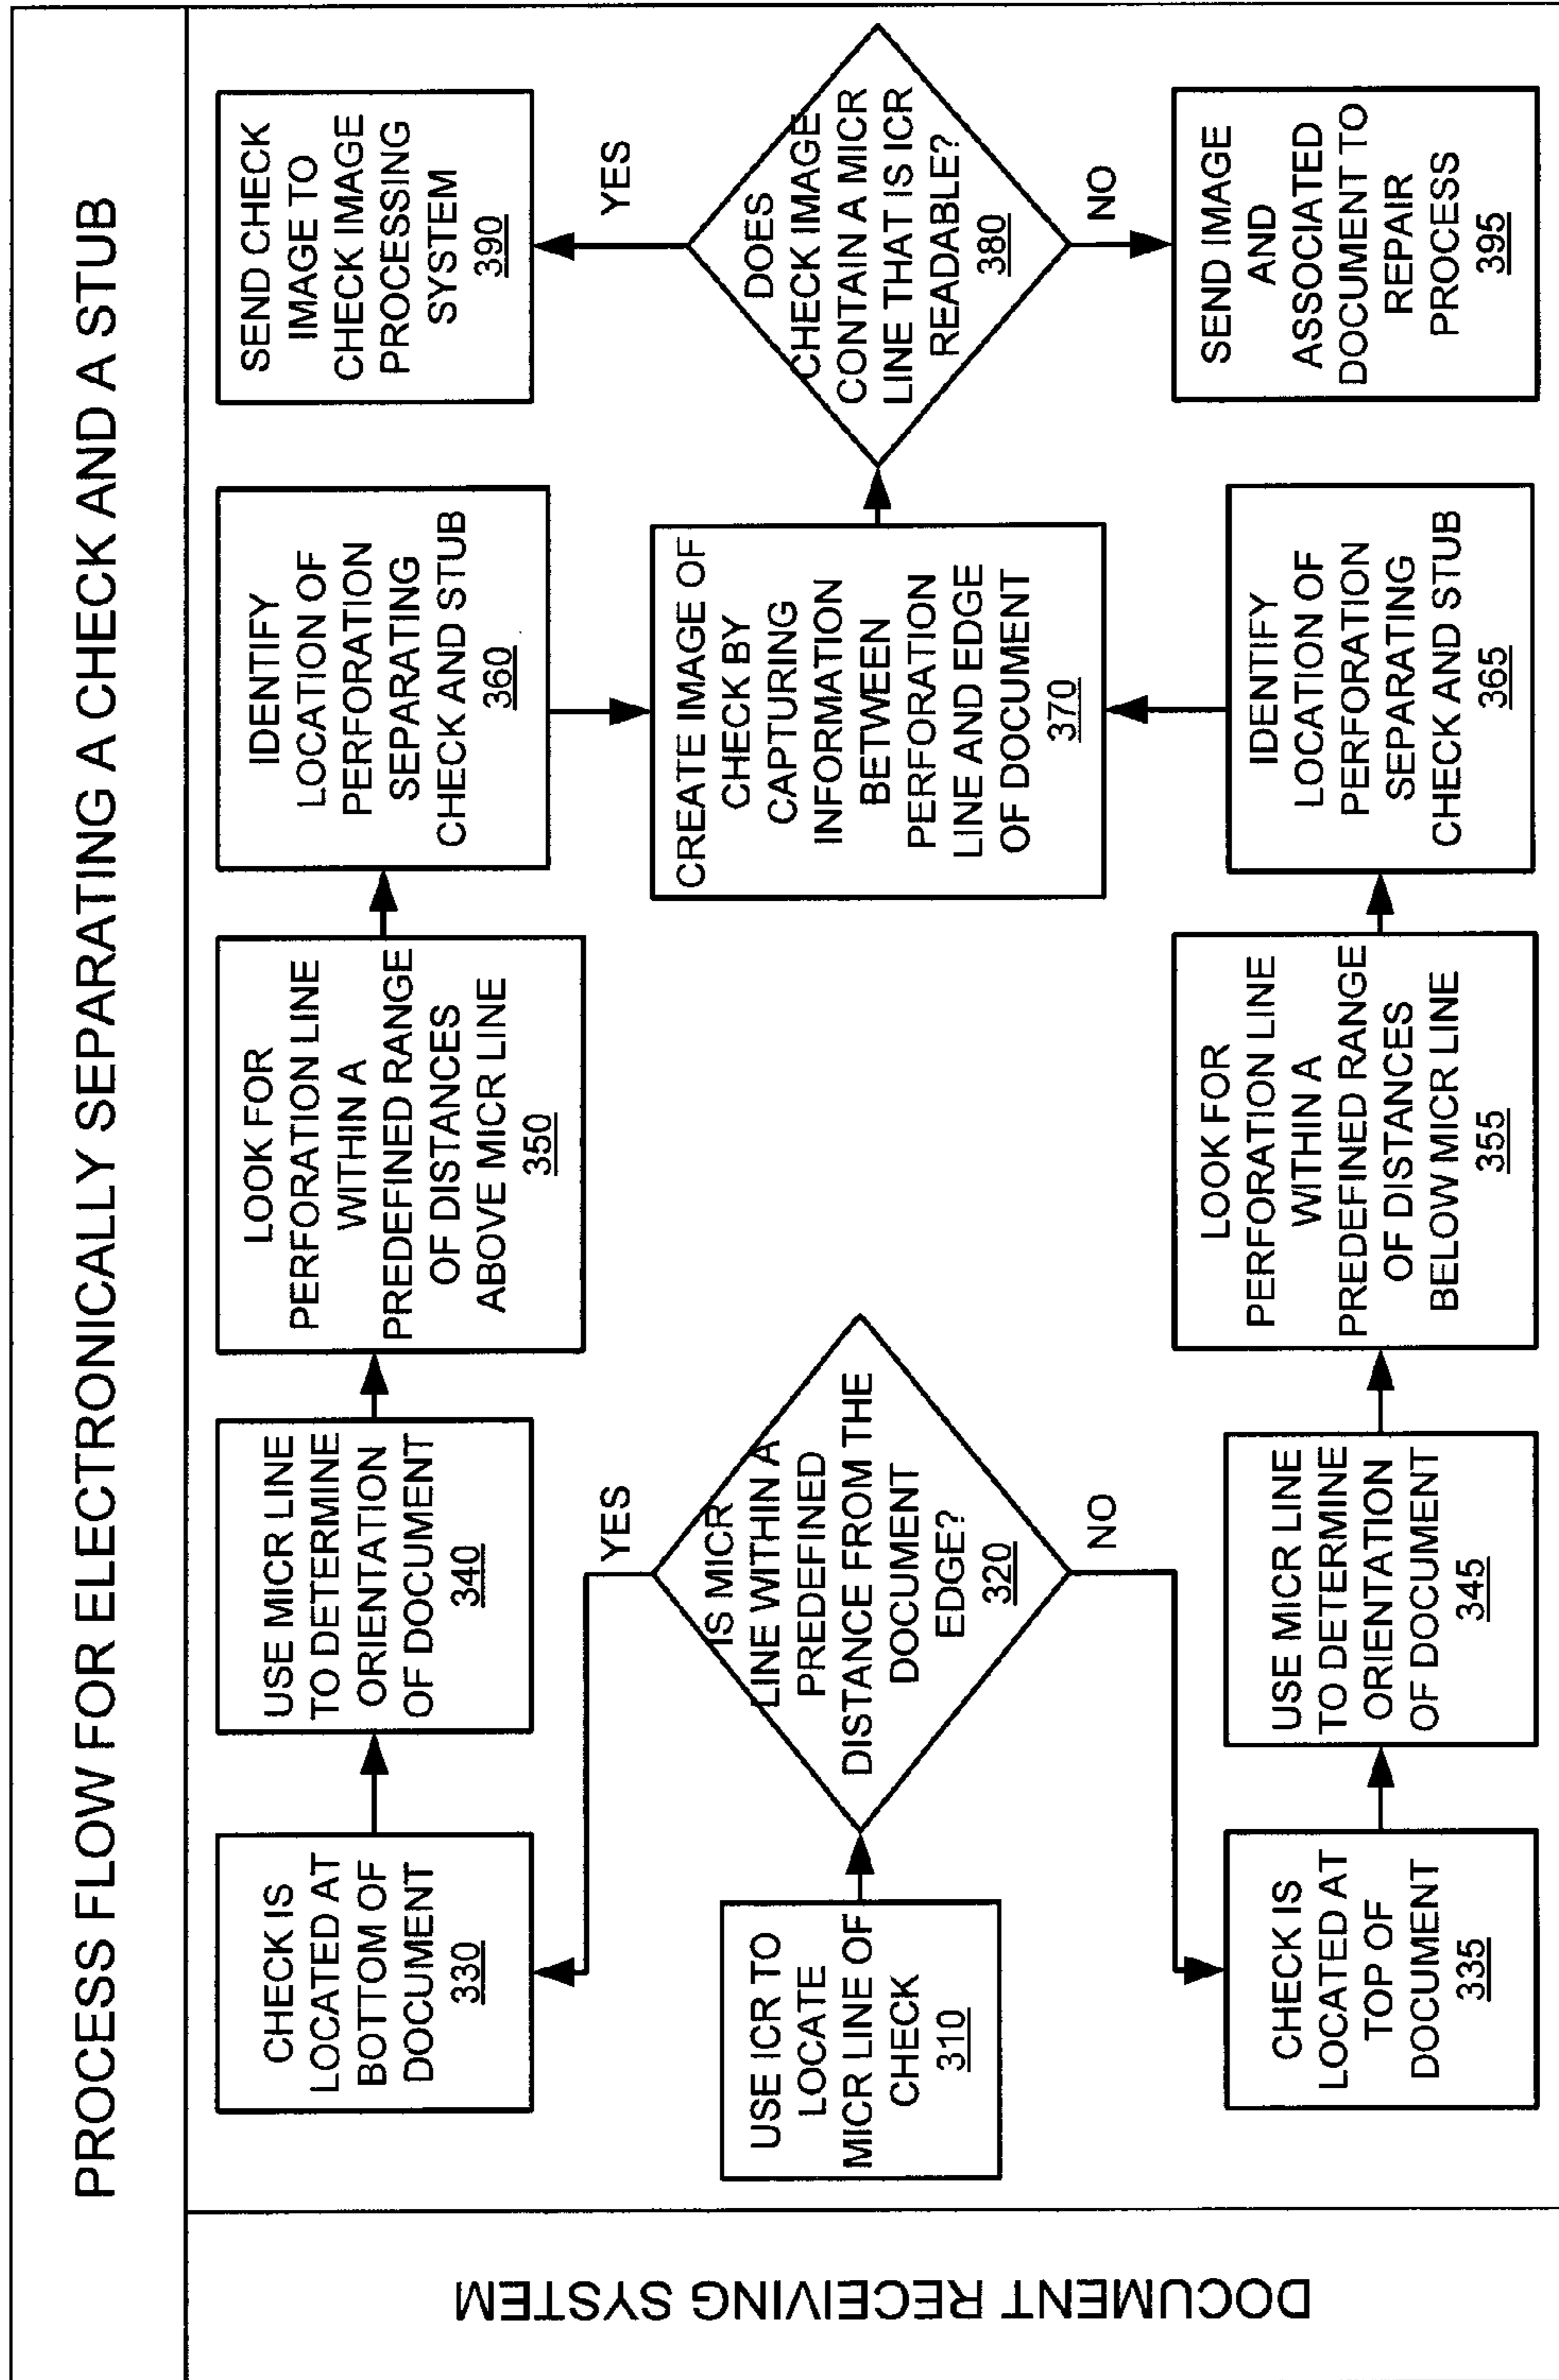 PROCESS FLOW FOR ELECTRONICALLY SEPARATING A CHECK AND A STUB
DOCUMENT RECEIVING SYSTEM
USE ICR TO
LOCATE
MICR LINE OF
CHECK
310
IS MICR
LINE WITHIN A
PREDEFINED
DISTANCE FROM THE
DOCUMENT
EDGE?
320
YES
NO
CHECK IS
LOCATED AT
BOTTOM OF
DOCUMENT
330
USE MICR LINE
TO DETERMINE
ORIENTATION
OF DOCUMENT
340
LOOK FOR
PERFORATION LINE
WITHIN A
PREDEFINED RANGE
OF DISTANCES
ABOVE MICR LINE
350
IDENTIFY
LOCATION OF
PERFORATION
SEPARATING
CHECK AND STUB
360
CHECK IS
LOCATED AT
TOP OF
DOCUMENT
335
USE MICR LINE
TO DETERMINE
ORIENTATION
OF DOCUMENT
345
LOOK FOR
PERFORATION LINE
WITHIN A
PREDEFINED RANGE
OF DISTANCES
BELOW MICR LINE
355
IDENTIFY
LOCATION OF
PERFORATION
SEPARATING
CHECK AND STUB
365
CREATE IMAGE OF
CHECK BY
CAPTURING
INFORMATION
BETWEEN
PERFORATION
LINE AND EDGE
OF DOCUMENT
370
DOES
CHECK IMAGE
CONTAIN A MICR
LINE THAT IS ICR
READABLE?
380
YES
NO
SEND CHECK
IMAGE TO
CHECK IMAGE
PROCESSING
SYSTEM
390
SEND IMAGE
AND
ASSOCIATED
DOCUMENT TO
REPAIR
PROCESS
395